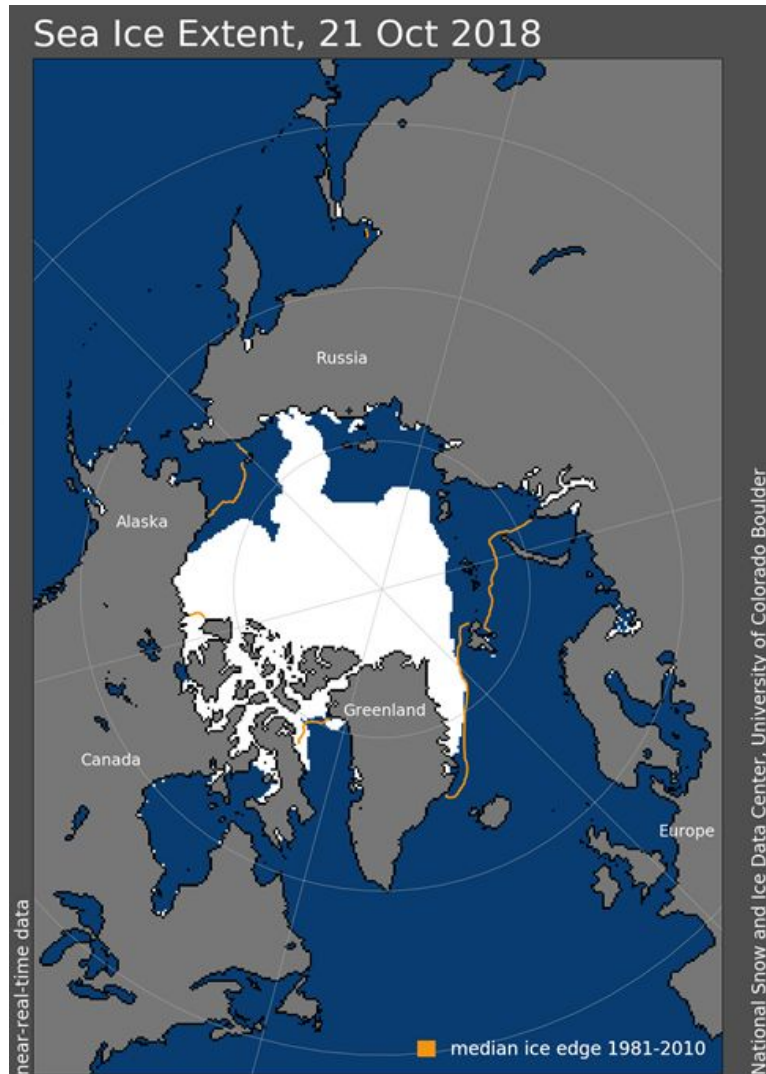 Sea Ice Extent, 21 Oct 2018
Russia
Alaska
Greenland
Canada
Europe
near-real-time data
National Snow and Ice Data Center, University of Colorado Boulder
median ice edge 1981-2010